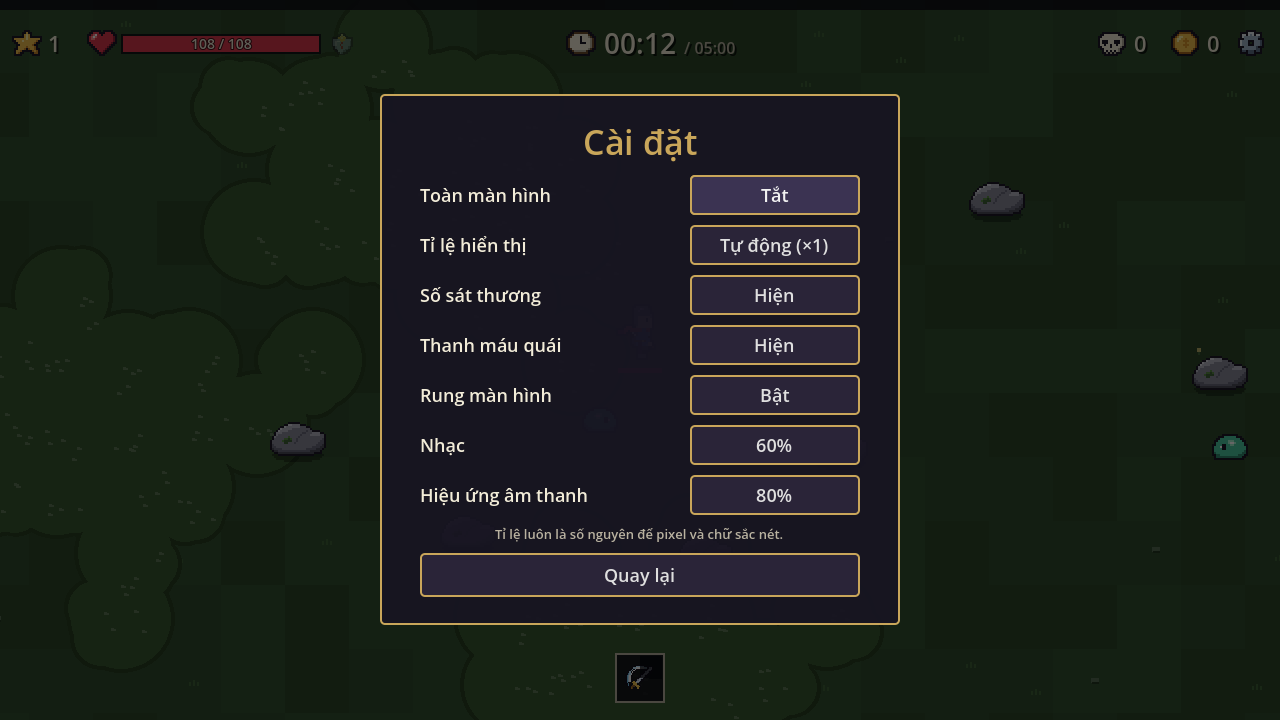 1
108 / 108
00:12 / 05:00
0
0
Cài đặt
Toàn màn hình Tắt
Tỉ lệ hiển thị Tự động (×1)
Số sát thương Hiện
Thanh máu quái Hiện
Rung màn hình Bật
Nhạc 60%
Hiệu ứng âm thanh 80%
Tỉ lệ luôn là số nguyên để pixel và chữ sắc nét.
Quay lại